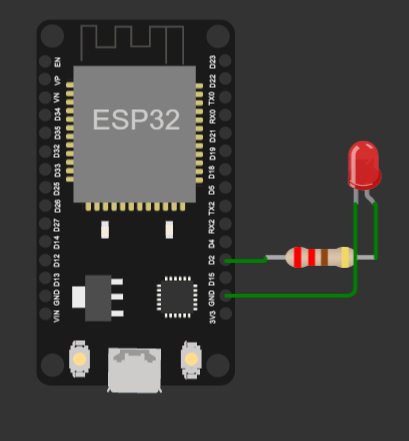 ESP32
EN
VP
VN
D34
D35
D32
D33
D25
D26
D27
D14
D12
D13
GND
VIN
D23
D22
TX0
RX0
D21
D19
D18
D5
TX2
RX2
D4
D2
D15
GND
3V3